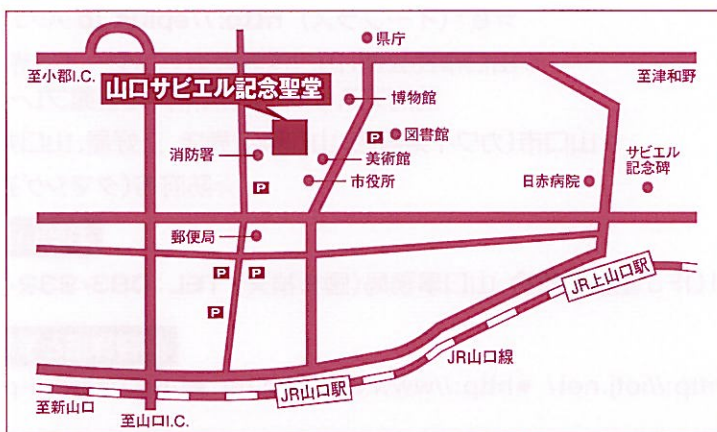 県庁
至小郡I.C.
至津和野
山口サビエル記念聖堂
博物館
P
図書館
消防署
美術館
サビエル
記念碑
P
市役所
日赤病院
郵便局
P
P
JR上山口駅
P
JR山口線
JR山口駅
至新山口
至山口I.C.